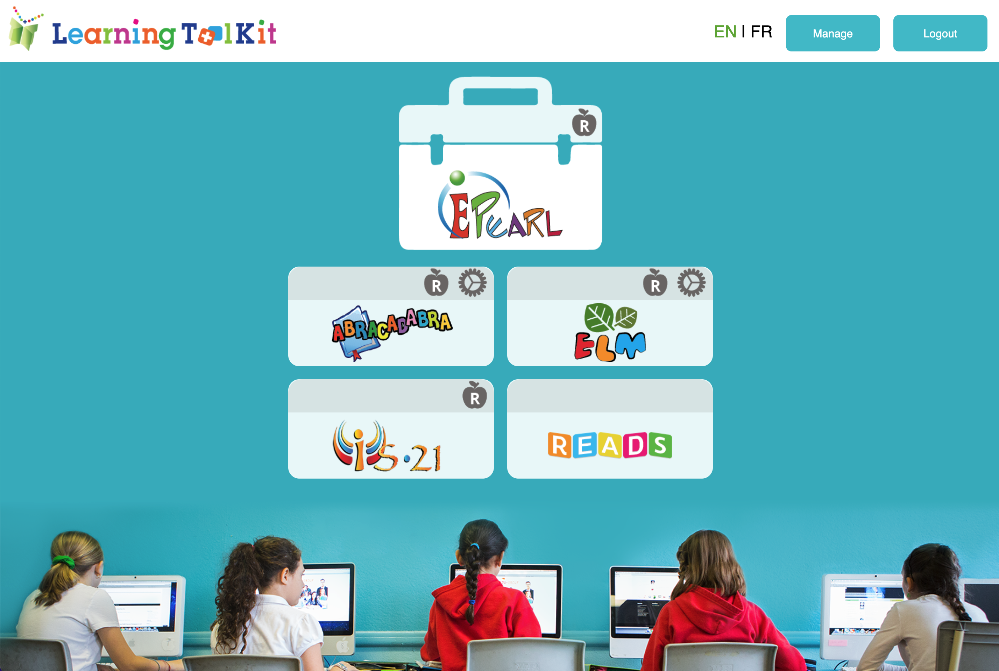 Learning ToolKit
EN | FR
Manage
Logout
R
EPEARL
R
R
ABRACADABRA
ELM
R
iS·21
READS